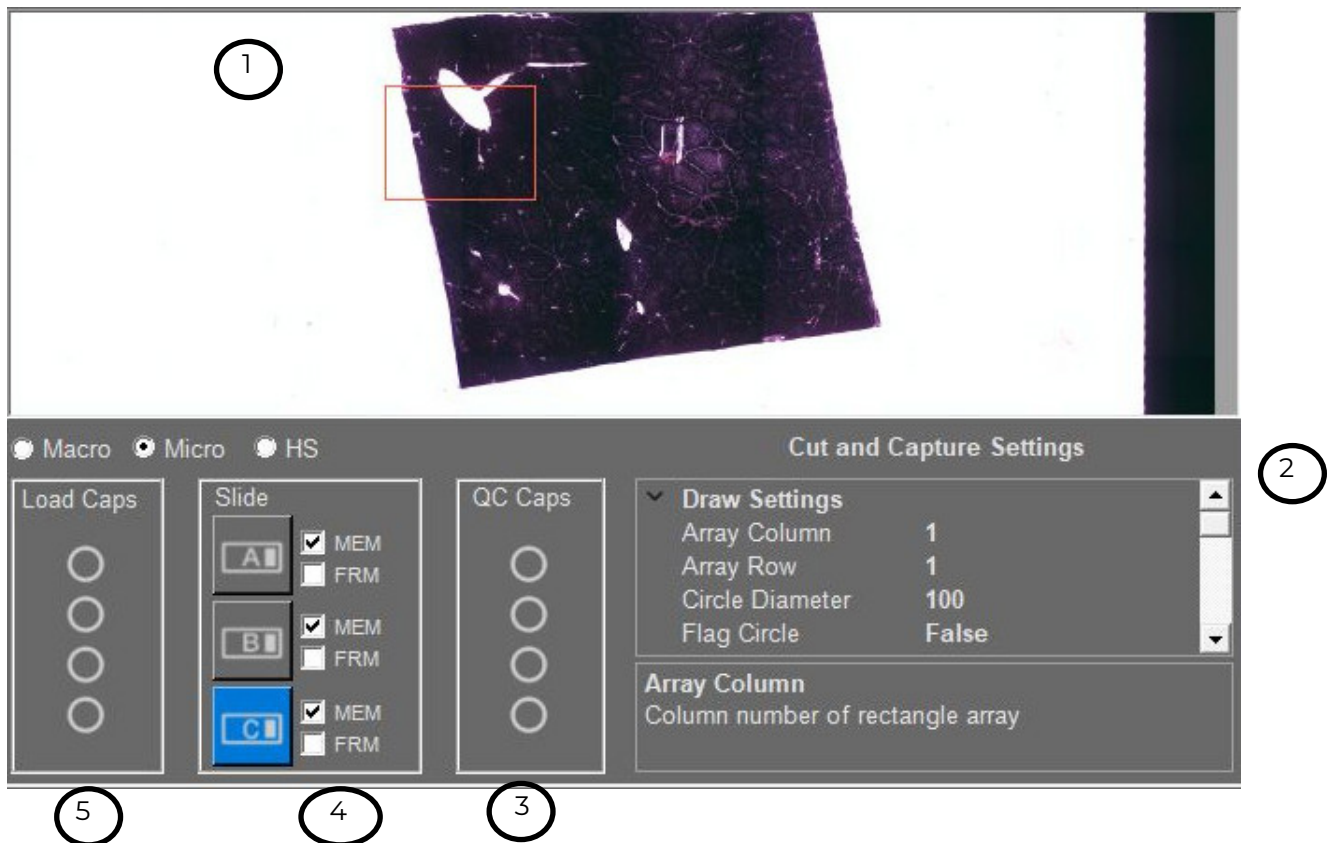 1
Macro Micro HS
Cut and Capture Settings
2
Load Caps
Slide
A
MEM
FRM
B
MEM
FRM
C
MEM
FRM
QC Caps
Draw Settings
Array Column 1
Array Row 1
Circle Diameter 100
Flag Circle False
Array Column
Column number of rectangle array
5
4
3